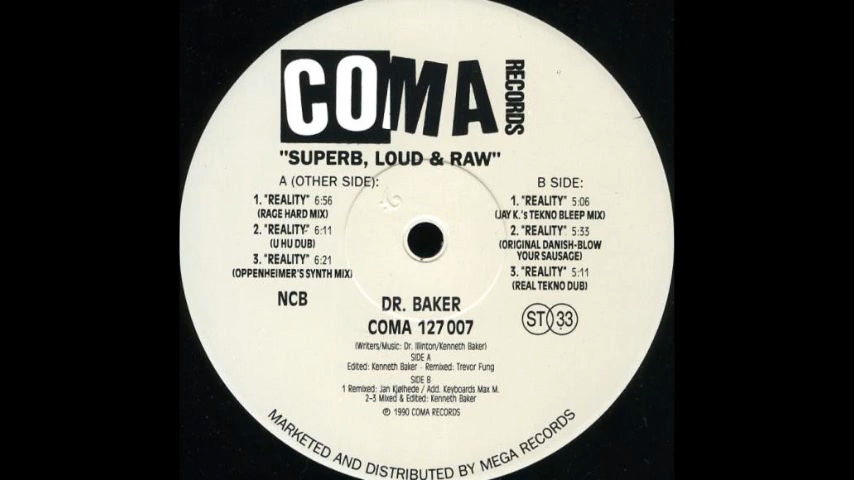 COMA
RECORDS
"SUPERB, LOUD & RAW"
A (OTHER SIDE):
1. "REALITY" 6:56
(RAGE HARD MIX)
2. "REALITY" 6:11
(U HU DUB)
3. "REALITY" 6:21
(OPPENHEIMER'S SYNTH MIX)
NCB
B SIDE:
1. "REALITY" 5:06
(JAY K.'s TEKNO BLEEP MIX)
2. "REALITY" 5:33
(ORIGINAL DANISH-BLOW
YOUR SAUSAGE)
3. "REALITY" 5:11
(REAL TEKNO DUB)
ST 33
DR. BAKER
COMA 127 007
(Writers/Music: Dr. Illinton/Kenneth Baker)
SIDE A
Edited: Kenneth Baker · Remixed: Trevor Fung
SIDE B
1 Remixed: Jan Kjølhede / Add. Keyboards Max M.
2-3 Mixed & Edited: Kenneth Baker
℗ 1990 COMA RECORDS
MARKETED AND DISTRIBUTED BY MEGA RECORDS